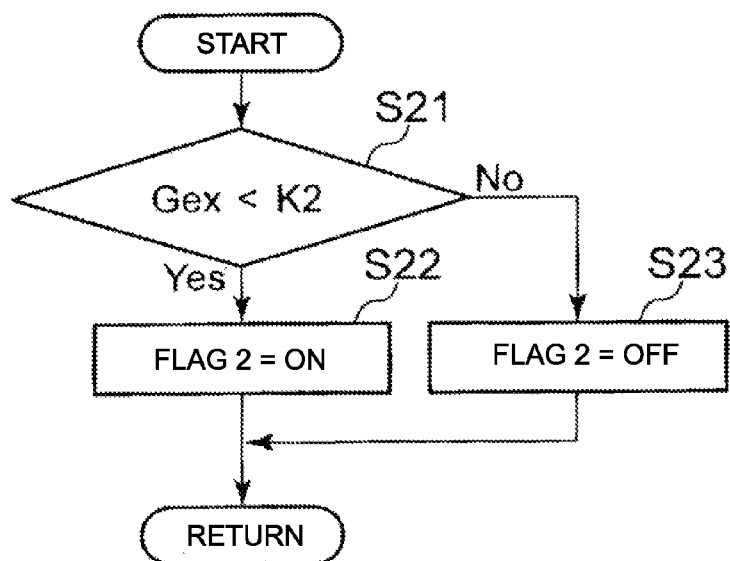 START
S21
Gex < K2
No
Yes
S22
S23
FLAG 2 = ON
FLAG 2 = OFF
RETURN